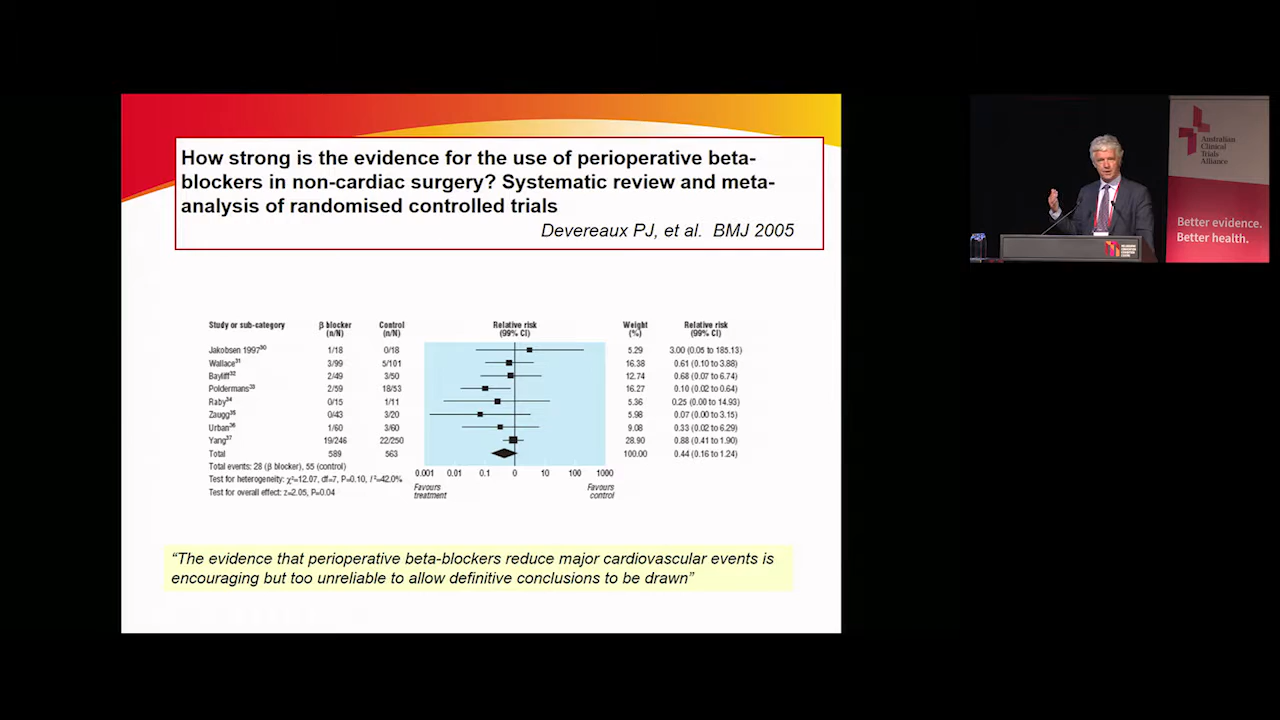 How strong is the evidence for the use of perioperative beta-
blockers in non-cardiac surgery? Systematic review and meta-
analysis of randomised controlled trials
Devereaux PJ, et al. BMJ 2005
Study or sub-category β blocker (n/N) Control (n/N) Relative risk (99% CI) Weight (%) Relative risk (99% CI)
Jakobsen 1997³⁰ 1/18 0/18 5.29 3.00 (0.05 to 185.13)
Wallace³¹ 3/99 5/101 16.38 0.61 (0.10 to 3.88)
Bayliff³² 2/49 3/50 12.74 0.68 (0.07 to 6.74)
Poldermans³³ 2/59 18/53 16.27 0.10 (0.02 to 0.64)
Raby³⁴ 0/15 1/11 5.36 0.25 (0.00 to 14.93)
Zaugg³⁵ 0/43 3/20 5.98 0.07 (0.00 to 3.15)
Urban³⁶ 1/60 3/60 9.08 0.33 (0.02 to 6.29)
Yang³⁷ 19/246 22/250 28.90 0.88 (0.41 to 1.90)
Total 589 563 100.00 0.44 (0.16 to 1.24)
Total events: 28 (β blocker), 55 (control)
Test for heterogeneity: χ²=12.07, df=7, P=0.10, I²=42.0%
Test for overall effect: z=2.05, P=0.04
0.001 0.01 0.1 0 10 100 1000
Favours treatment
Favours control
“The evidence that perioperative beta-blockers reduce major cardiovascular events is
encouraging but too unreliable to allow definitive conclusions to be drawn”
Australian
Clinical
Trials
Alliance
Better evidence.
Better health.